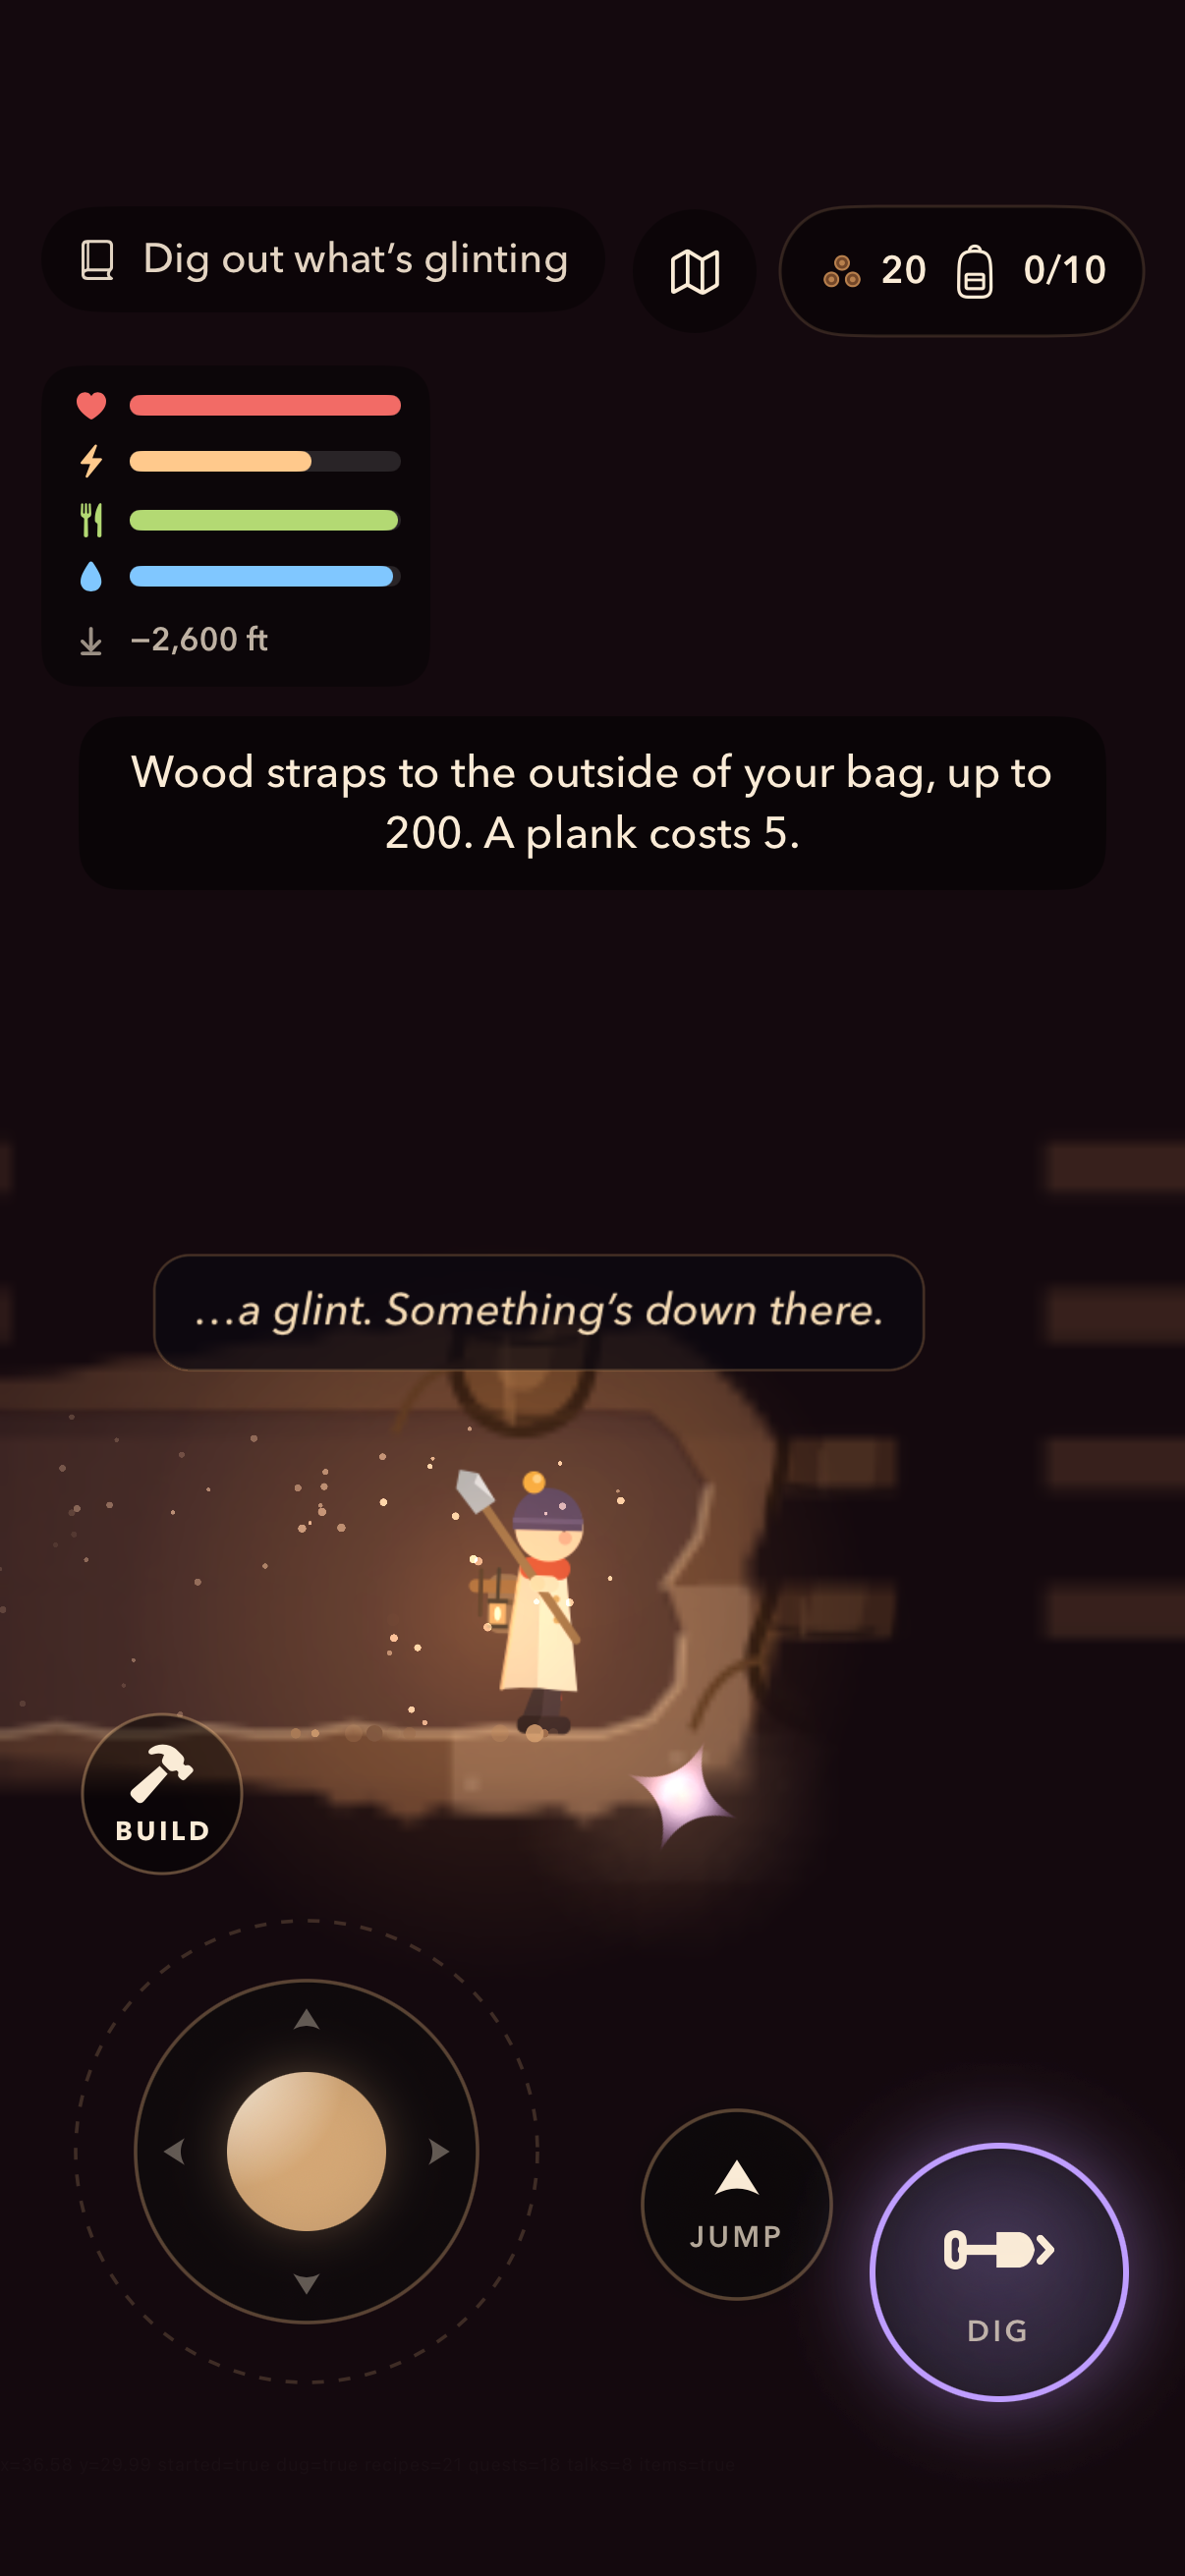 Dig out what’s glinting
20
0/10
–2,600 ft
Wood straps to the outside of your bag, up to
200. A plank costs 5.
…a glint. Something’s down there.
BUILD
JUMP
DIG